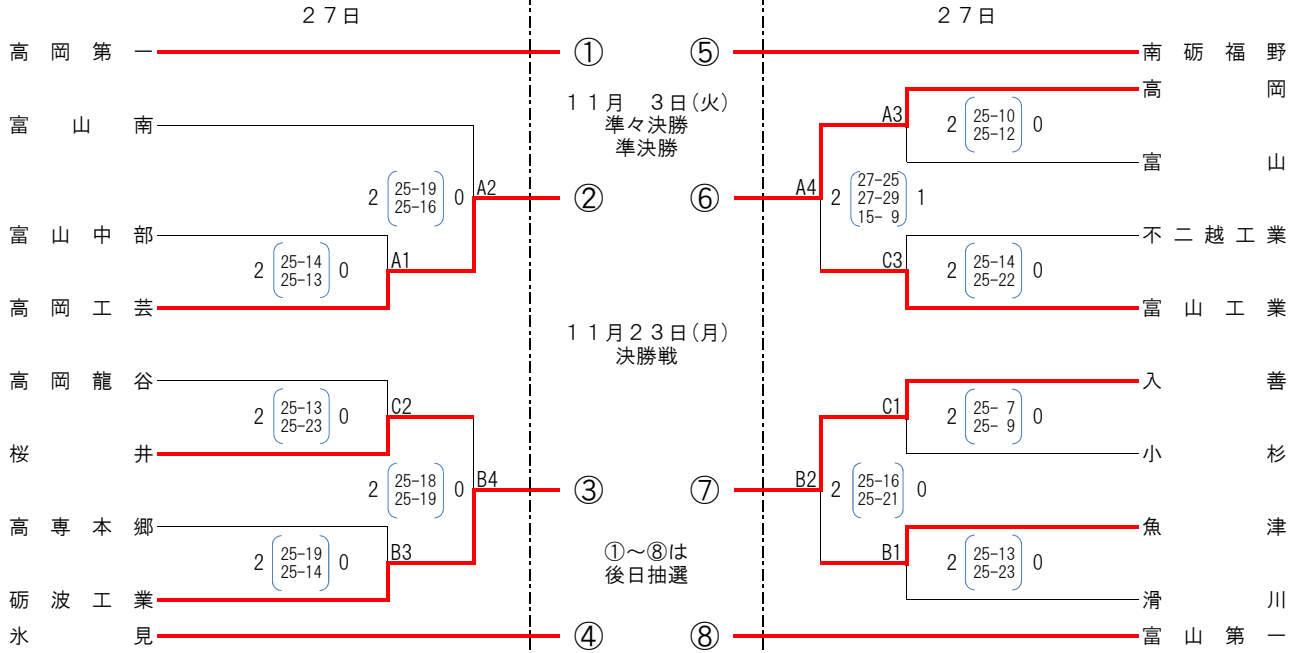 ２７日
２７日
高岡第一
①
⑤
南砺福野
１１月　３日(火)
準々決勝
準決勝
高岡
A3
2 25-10 0
25-12
富山南
富山
A2
2 25-19 0
25-16
②
⑥
A4
2 27-25 1
27-29
15- 9
富山中部
A1
2 25-14 0
25-13
高岡工芸
不二越工業
C3
2 25-14 0
25-22
富山工業
１１月２３日(月)
決勝戦
高岡龍谷
C2
2 25-13 0
25-23
桜井
入善
C1
2 25- 7 0
25- 9
小杉
B4
2 25-18 0
25-19
③
⑦
B2
2 25-16 0
25-21
高専本郷
B3
2 25-19 0
25-14
砺波工業
①～⑧は
後日抽選
魚津
B1
2 25-13 0
25-23
滑川
氷見
④
⑧
富山第一